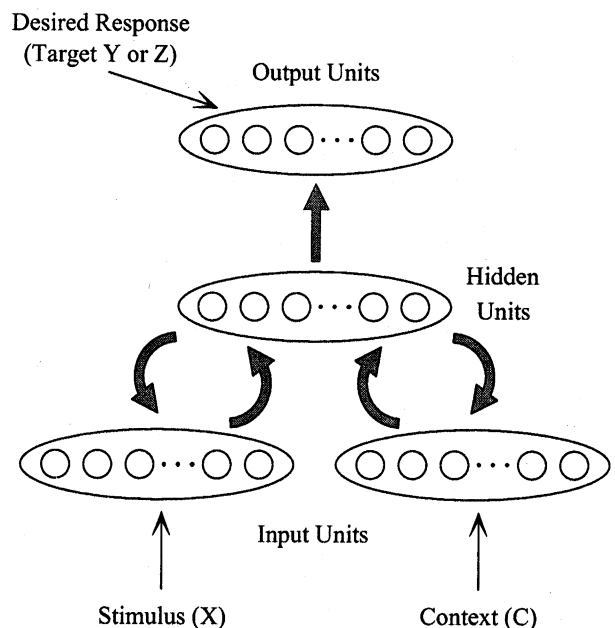 Desired Response
(Target Y or Z)
Output Units
Hidden
Units
Input Units
Stimulus (X)
Context (C)